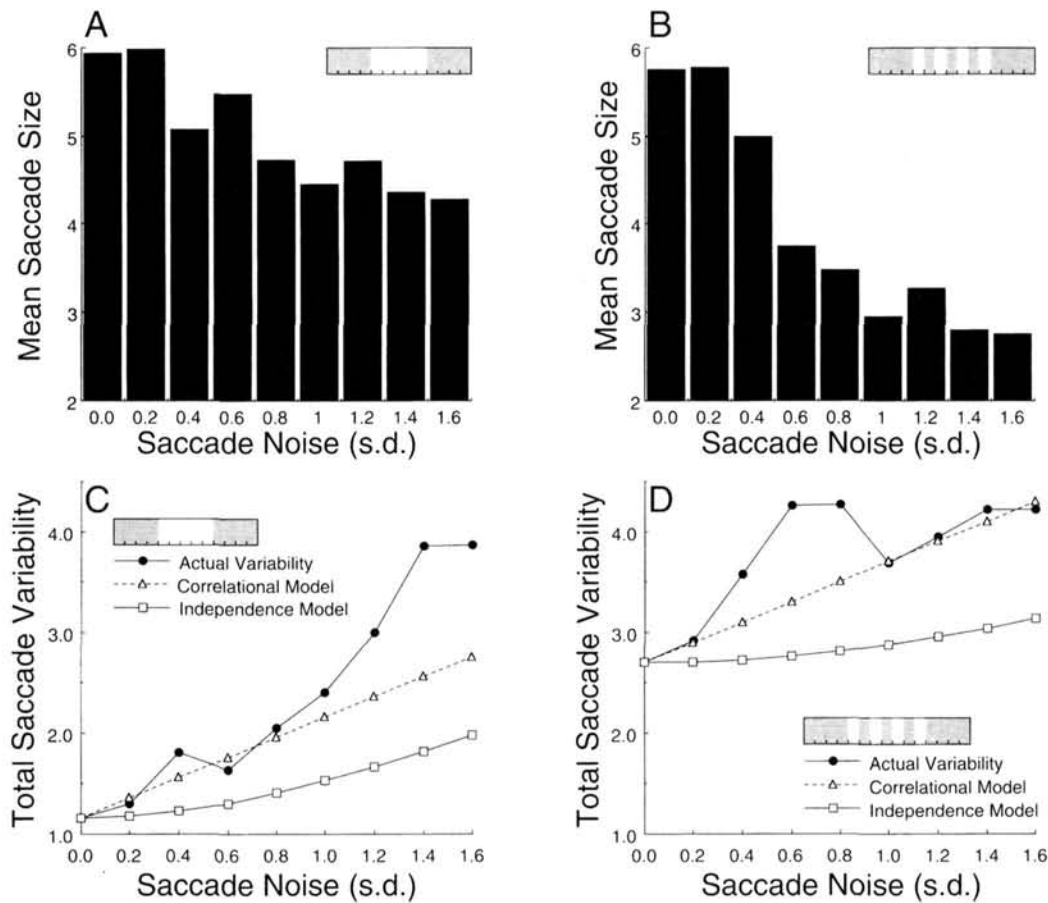 A
Mean Saccade Size
6
5
4
3
2
0.0 0.2 0.4 0.6 0.8 1 1.2 1.4 1.6
Saccade Noise (s.d.)
B
Mean Saccade Size
6
5
4
3
2
0.0 0.2 0.4 0.6 0.8 1 1.2 1.4 1.6
Saccade Noise (s.d.)
C
Total Saccade Variability
4.0
3.0
2.0
1.0
Actual Variability
Correlational Model
Independence Model
0.0 0.2 0.4 0.6 0.8 1.0 1.2 1.4 1.6
Saccade Noise (s.d.)
D
Total Saccade Variability
4.0
3.0
2.0
1.0
Actual Variability
Correlational Model
Independence Model
0.0 0.2 0.4 0.6 0.8 1.0 1.2 1.4 1.6
Saccade Noise (s.d.)